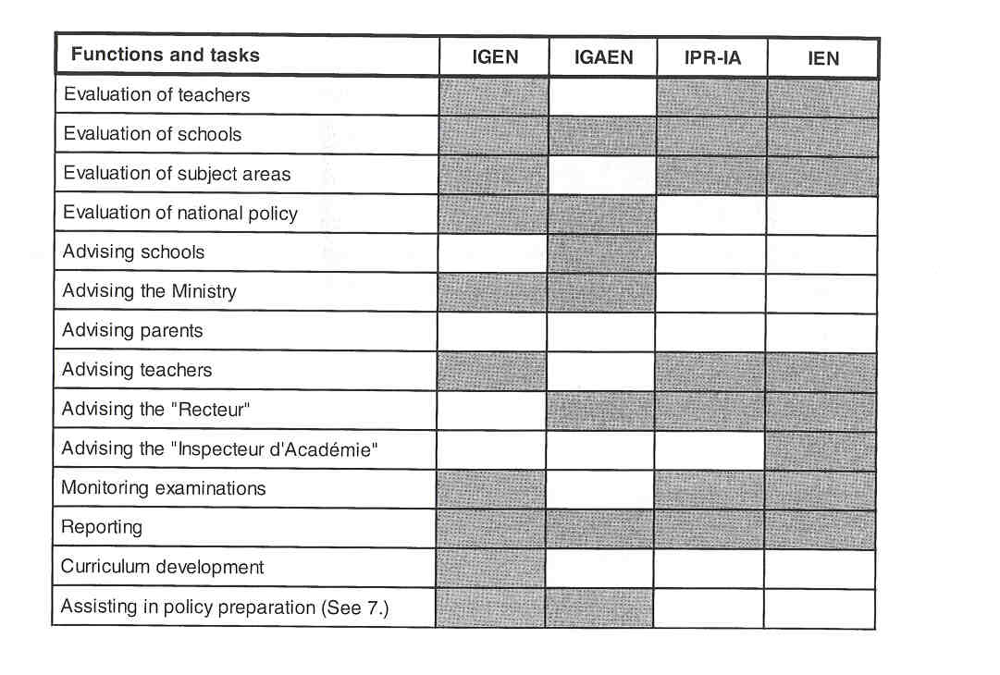 Functions and tasks IGEN IGAEN IPR-IA IEN
Evaluation of teachers
Evaluation of schools
Evaluation of subject areas
Evaluation of national policy
Advising schools
Advising the Ministry
Advising parents
Advising teachers
Advising the "Recteur"
Advising the "Inspecteur d'Académie"
Monitoring examinations
Reporting
Curriculum development
Assisting in policy preparation (See 7.)